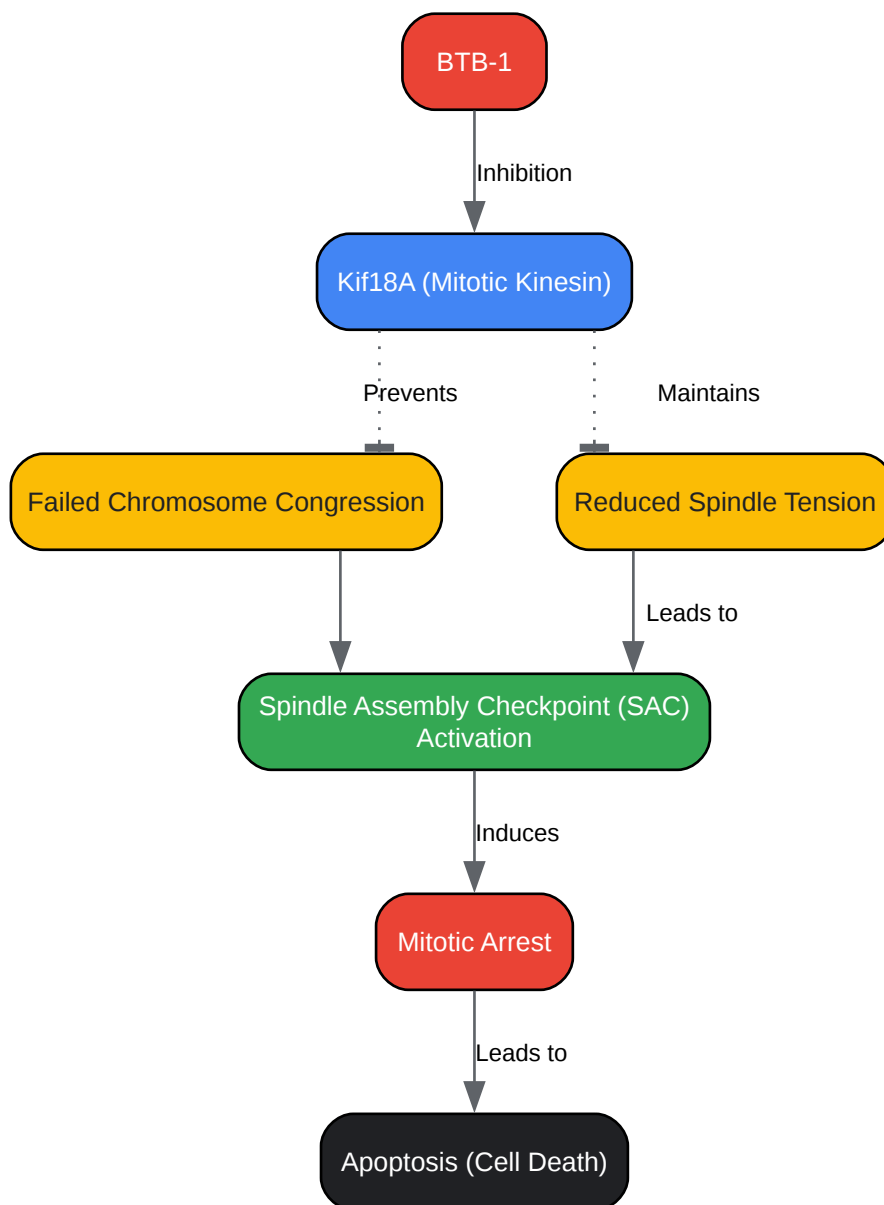 BTB-1
Inhibition
Kif18A (Mitotic Kinesin)
Prevents
Maintains
Failed Chromosome Congression
Reduced Spindle Tension
Leads to
Spindle Assembly Checkpoint (SAC)
Activation
Induces
Mitotic Arrest
Leads to
Apoptosis (Cell Death)